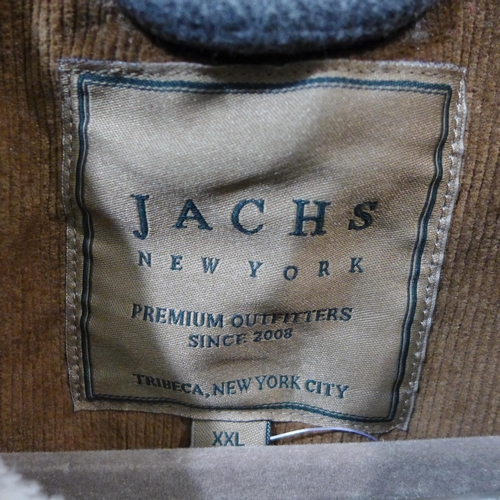 JACHS
NEW YORK
PREMIUM OUTFITTERS
SINCE 2008
TRIBECA, NEW YORK CITY
XXL